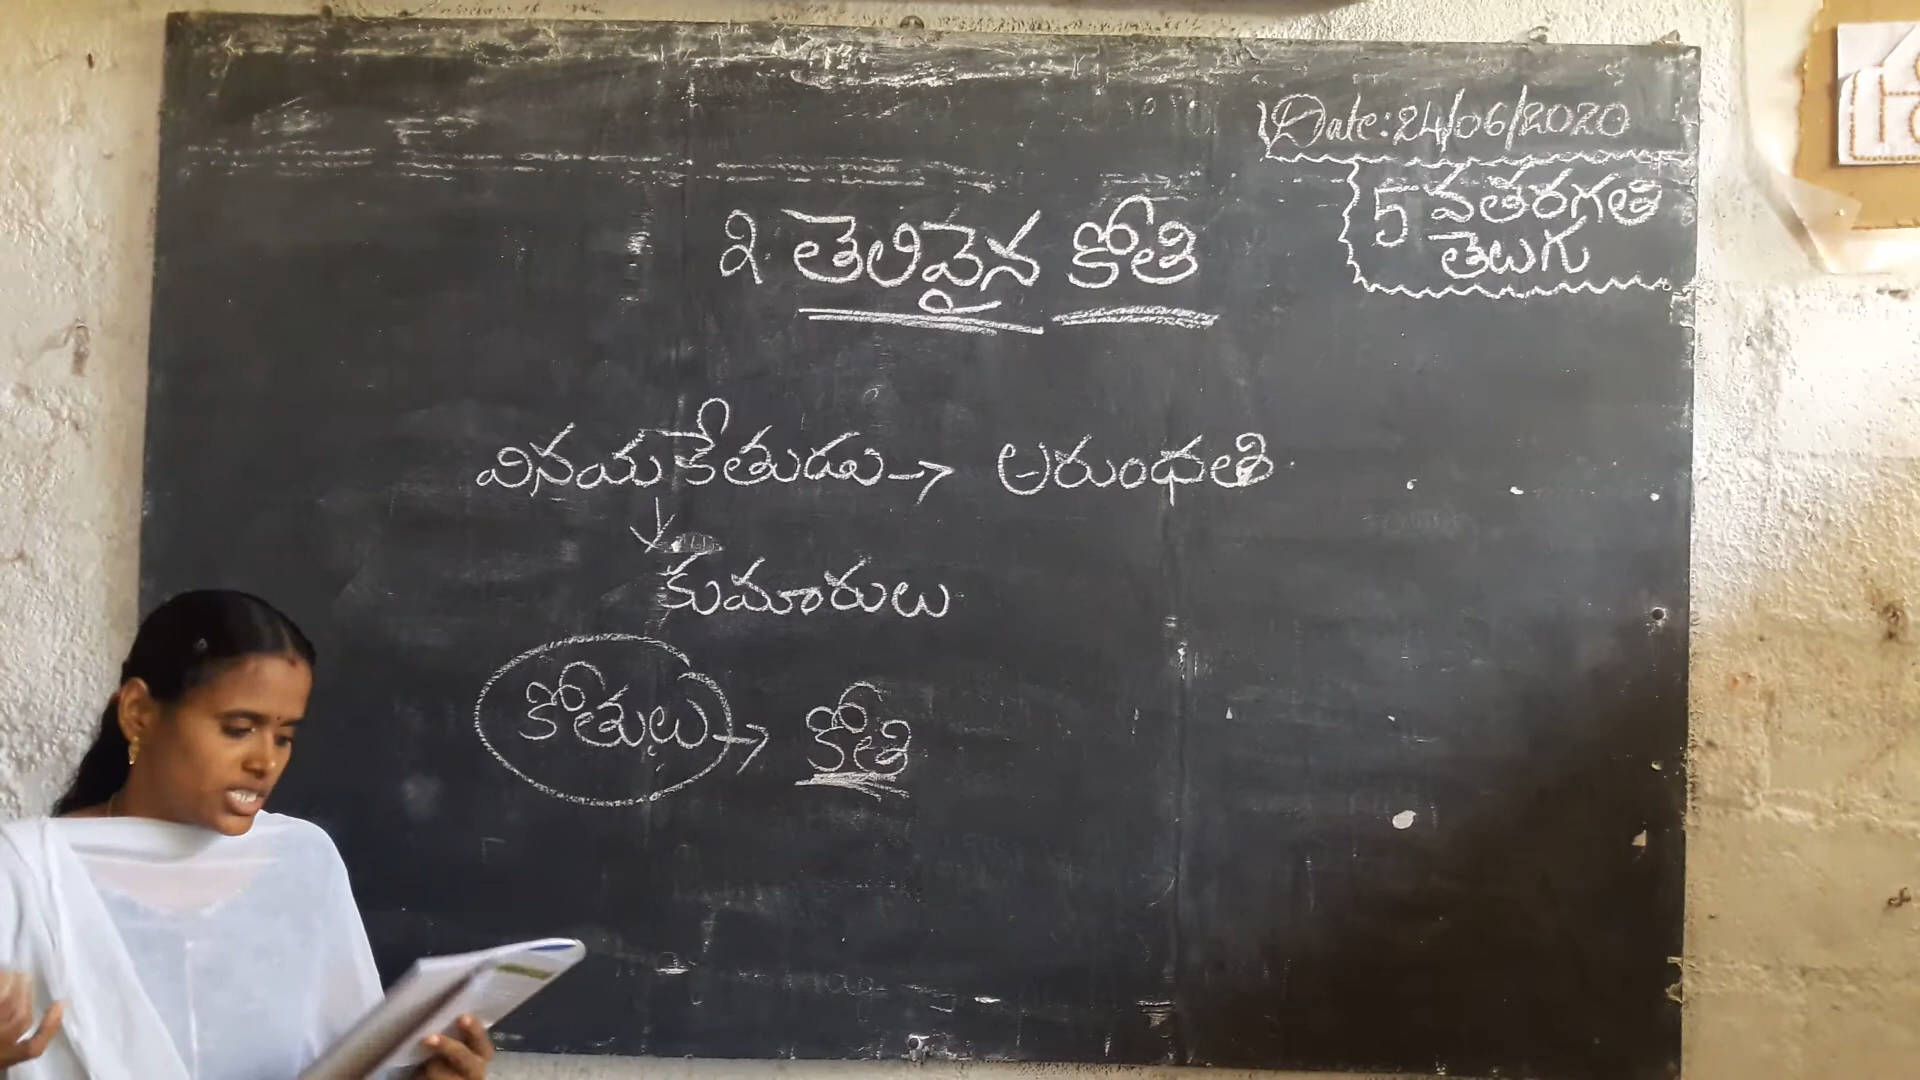 Date: 24/06/2020
5 వతరగతి
తెలుగు
2. తెలివైన కోతి
వినయకేతుడు → అరుంధతి
కుమారులు
కోతులు → కోతి